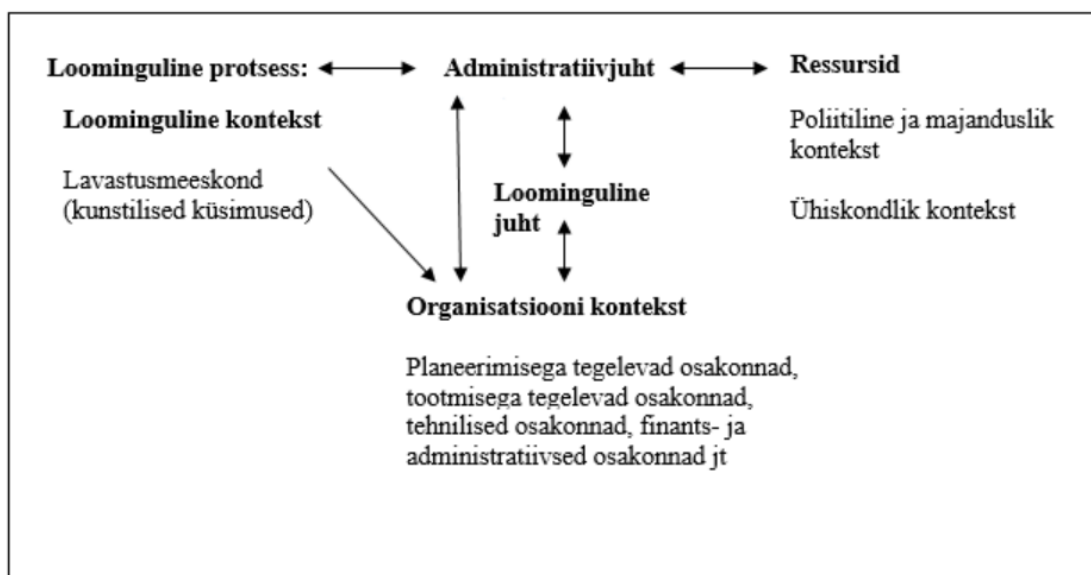 Loominguline protsess:
Loominguline kontekst
Lavastusmeeskond
(kunstilised küsimused)
Administratiivjuht
Loominguline
juht
Organisatsiooni kontekst
Planeerimisega tegelevad osakonnad,
tootmisega tegelevad osakonnad,
tehnilised osakonnad, finants- ja
administratiivsed osakonnad jt
Ressursid
Poliitiline ja majanduslik
kontekst
Ühiskondlik kontekst